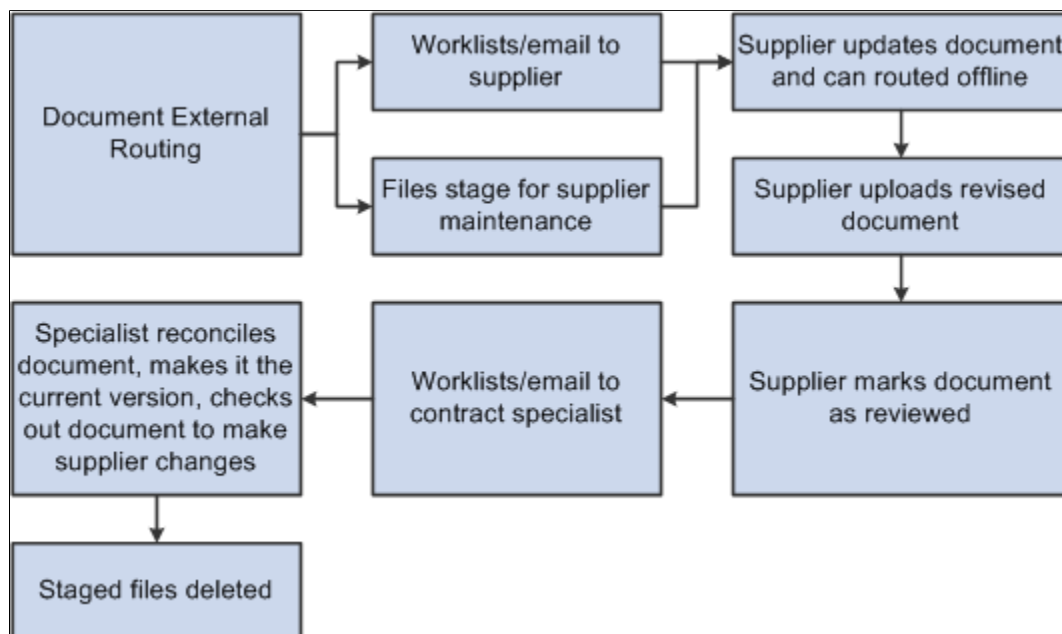 Document External
Routing
Worklists/email to
supplier
Files stage for supplier
maintenance
Supplier updates document
and can routed offline
Supplier uploads revised
document
Supplier marks document
as reviewed
Worklists/email to
contract specialist
Specialist reconciles
document, makes it the
current version, checks
out document to make
supplier changes
Staged files deleted